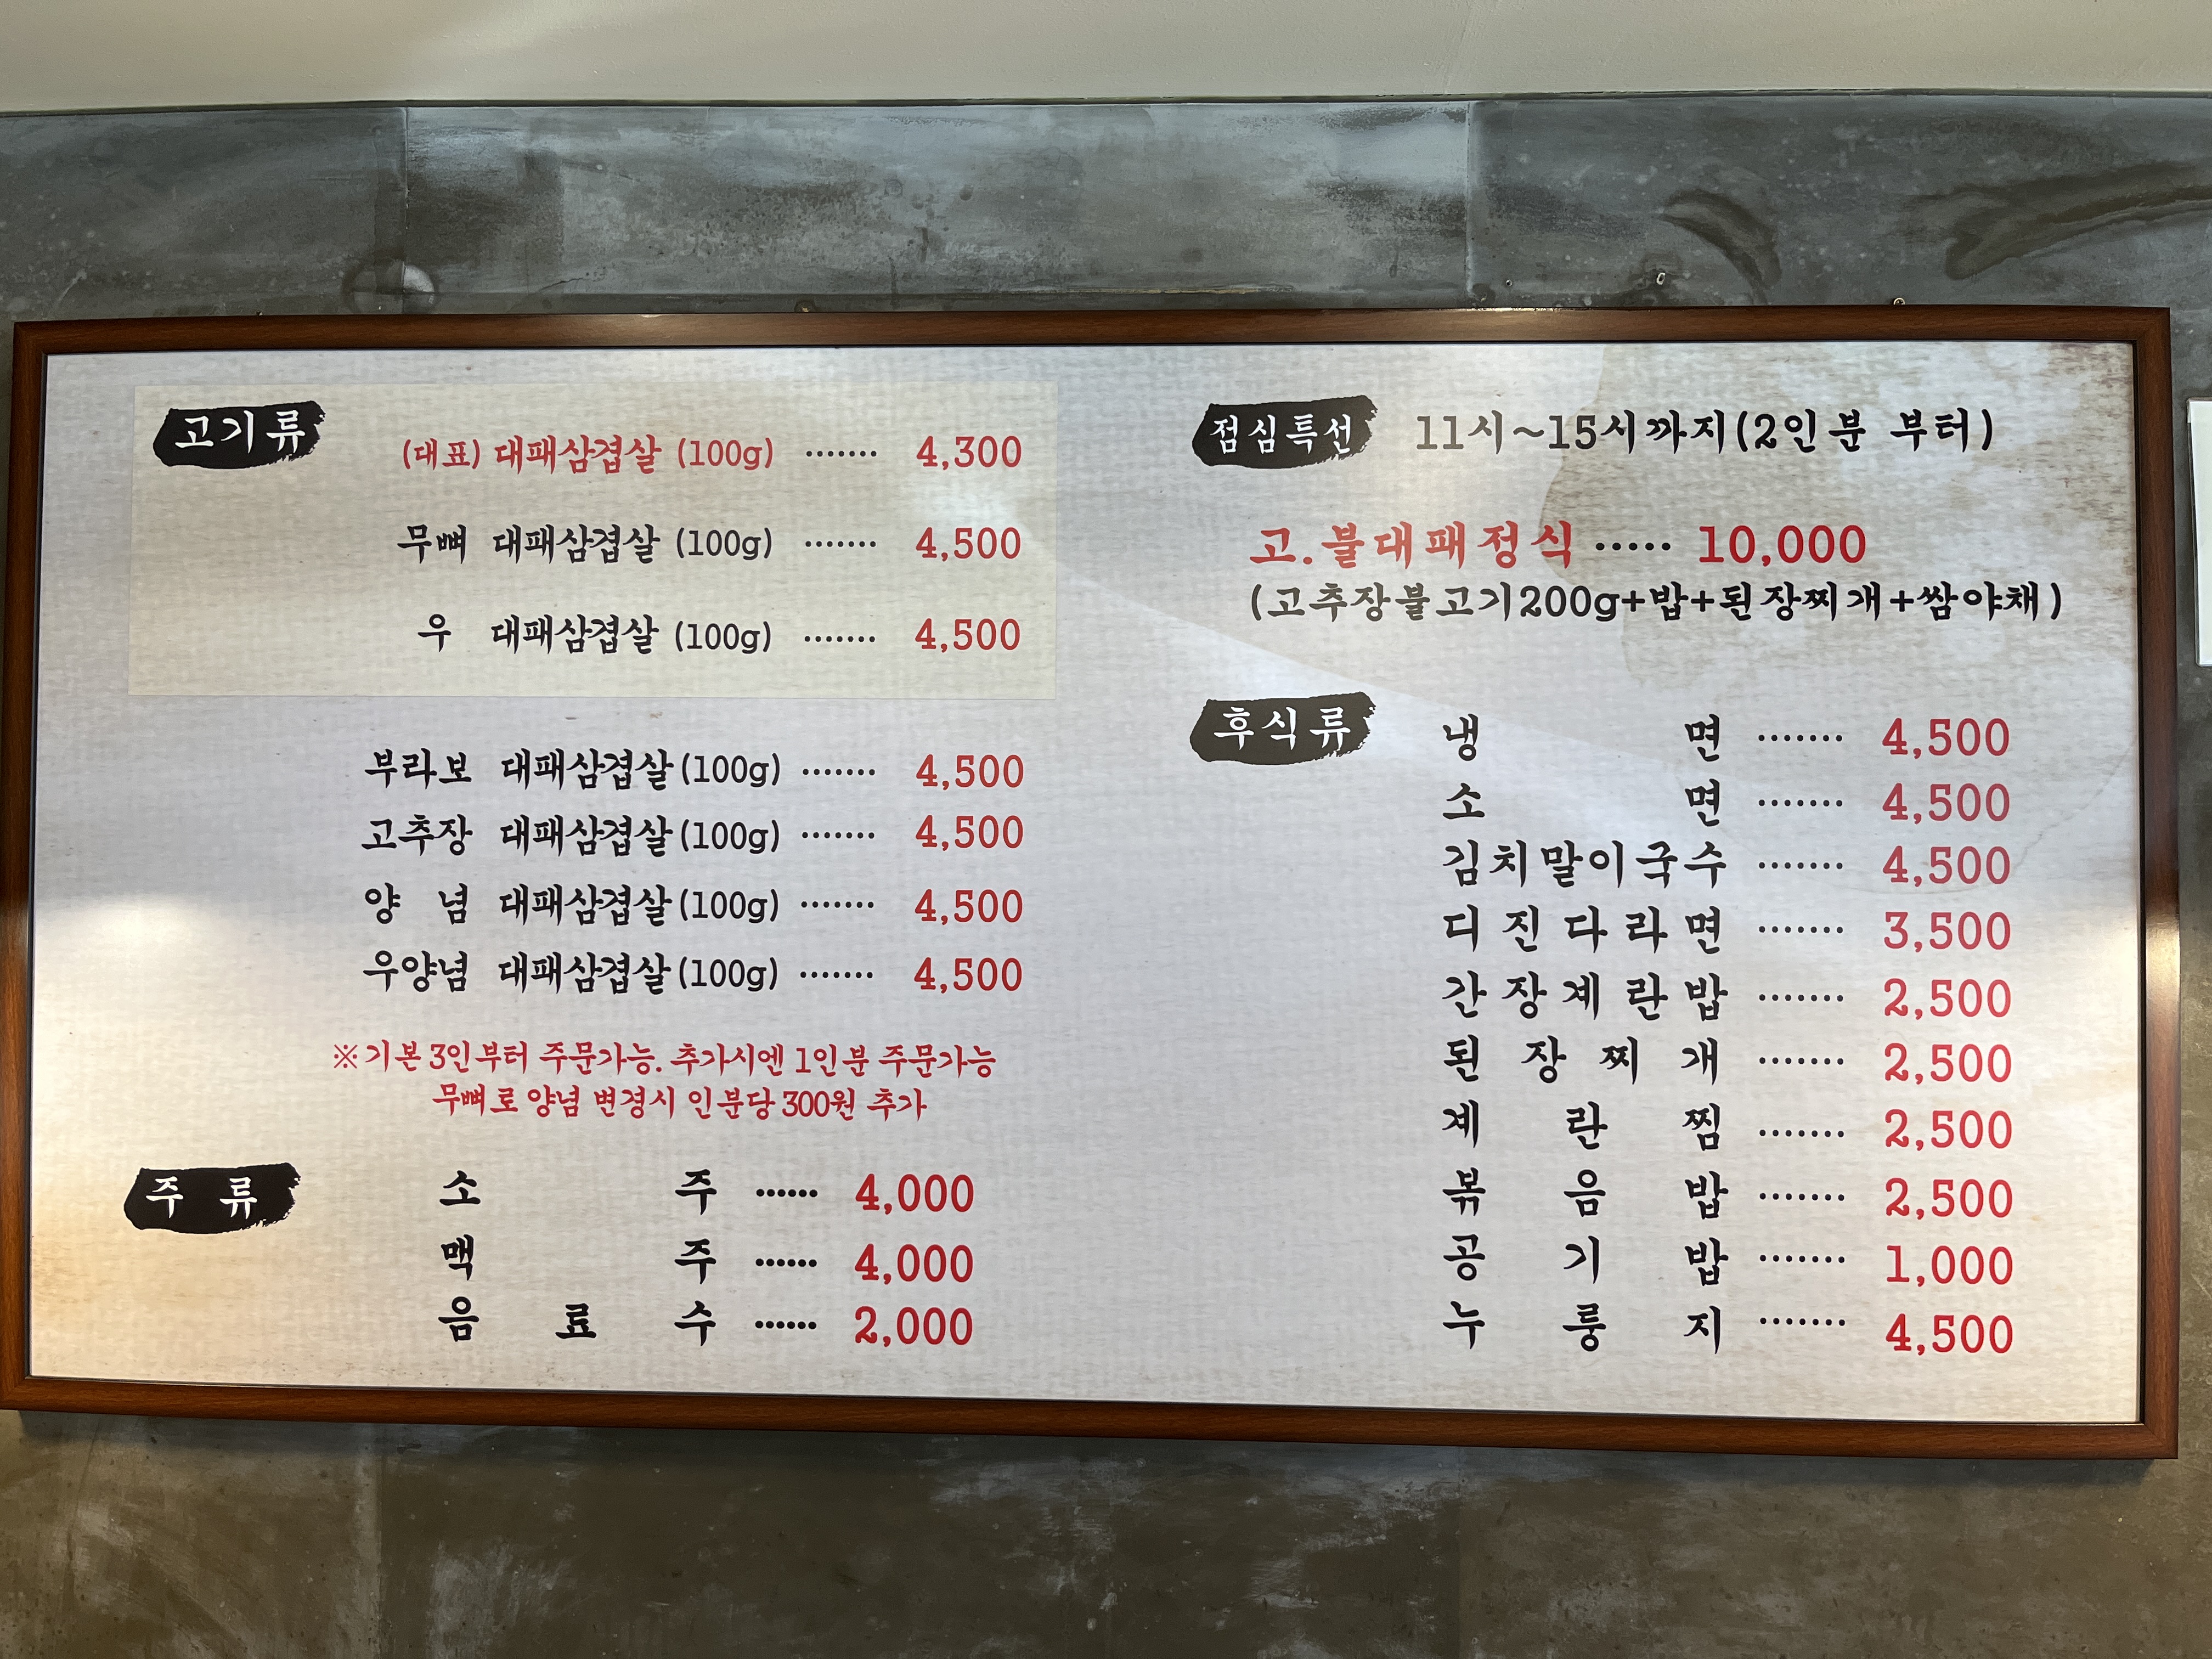 고기류
(대표) 대패삼겹살 (100g) ······· 4,300
무뼈 대패삼겹살 (100g) ······· 4,500
우 대패삼겹살 (100g) ······· 4,500
부라보 대패삼겹살(100g) ······· 4,500
고추장 대패삼겹살(100g) ······· 4,500
양 념 대패삼겹살(100g) ······· 4,500
우양념 대패삼겹살(100g) ······· 4,500
※기본 3인부터 주문가능. 추가시엔 1인분 주문가능
무뼈로 양념 변경시 인분당 300원 추가
주 류
소 주 ······ 4,000
맥 주 ······ 4,000
음 료 수 ······ 2,000
점심특선 11시~15시까지(2인분 부터)
고.불대패정식 ····· 10,000
(고추장불고기200g+밥+된장찌개+쌈야채)
후식류
냉 면 ······· 4,500
소 면 ······· 4,500
김치말이국수 ······· 4,500
디진다라면 ······· 3,500
간장계란밥 ······· 2,500
된 장 찌 개 ······· 2,500
계 란 찜 ······· 2,500
볶 음 밥 ······· 2,500
공 기 밥 ······· 1,000
누 룽 지 ······· 4,500